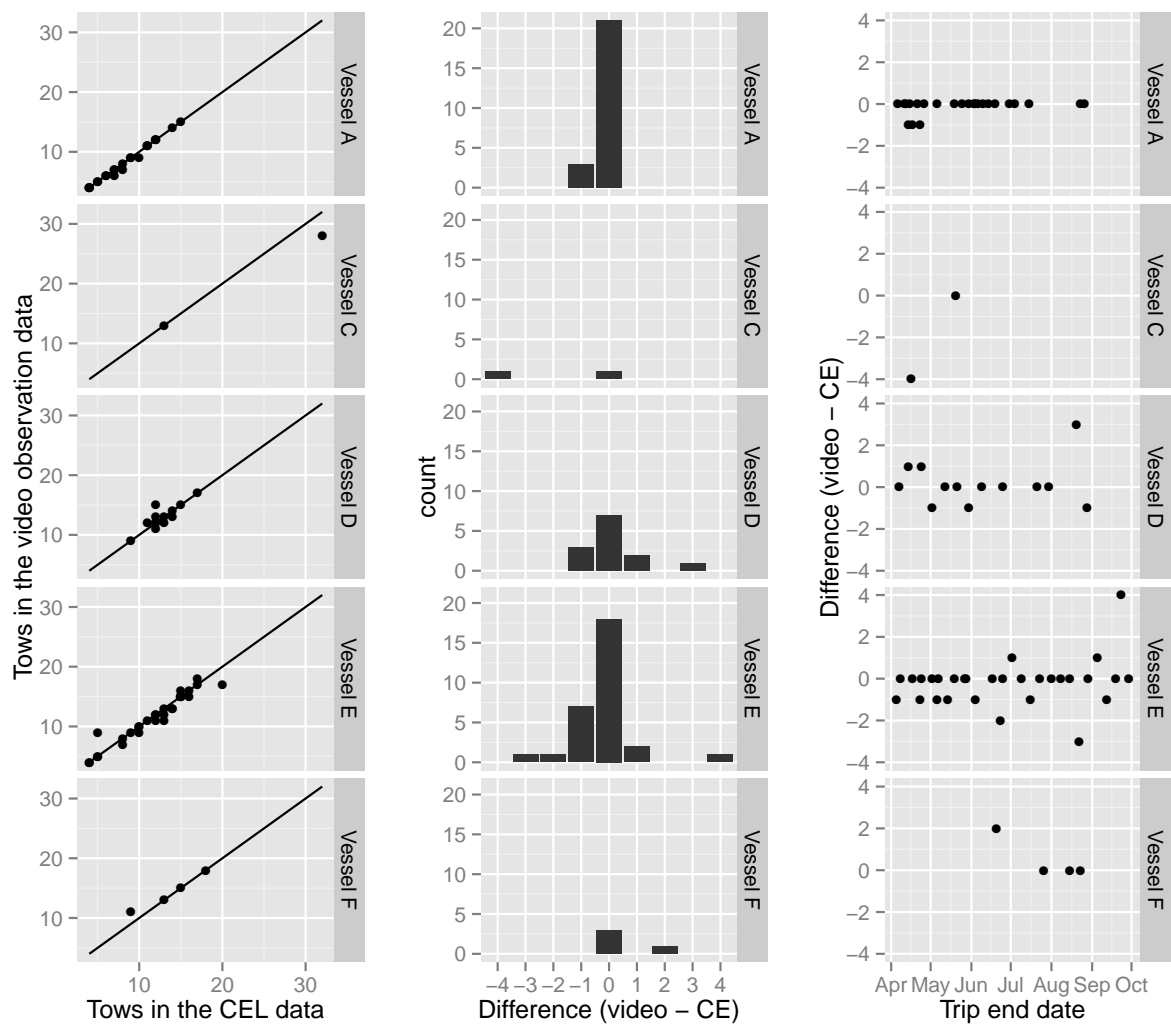 Tows in the video observation data
30
20
10
Vessel A
30
20
10
Vessel C
30
20
10
Vessel D
30
20
10
Vessel E
30
20
10
Vessel F
10 20 30
Tows in the CEL data
count
20
15
10
5
0
Vessel A
20
15
10
5
0
Vessel C
20
15
10
5
0
Vessel D
20
15
10
5
0
Vessel E
20
15
10
5
0
Vessel F
−4 −3 −2 −1 0 1 2 3 4
Difference (video − CE)
Difference (video − CE)
4
2
0
−2
−4
Vessel A
4
2
0
−2
−4
Vessel C
4
2
0
−2
−4
Vessel D
4
2
0
−2
−4
Vessel E
4
2
0
−2
−4
Vessel F
Apr May Jun Jul Aug Sep Oct
Trip end date